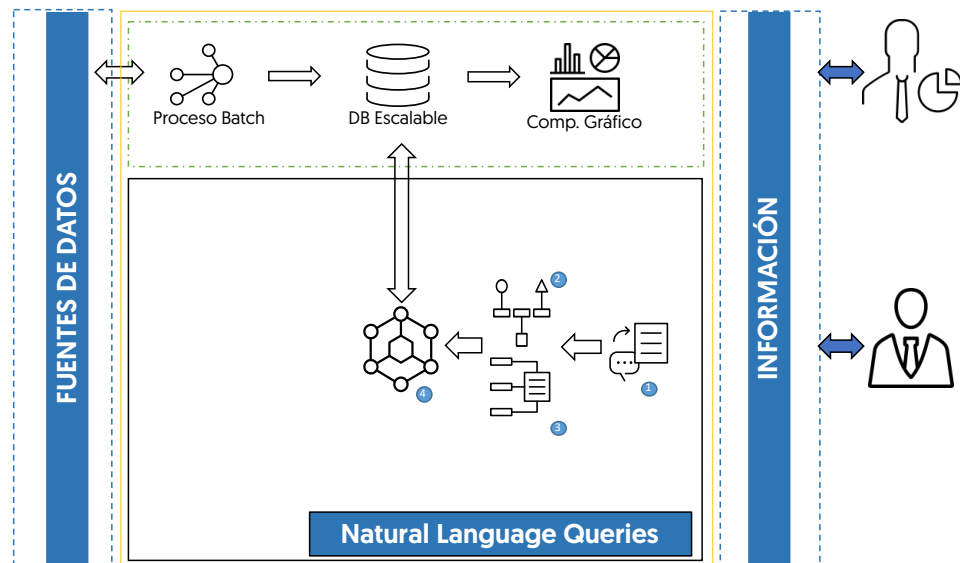 FUENTES DE DATOS
Proceso Batch
DB Escalable
Comp. Gráfico
2
1
4
3
Natural Language Queries
INFORMACIÓN